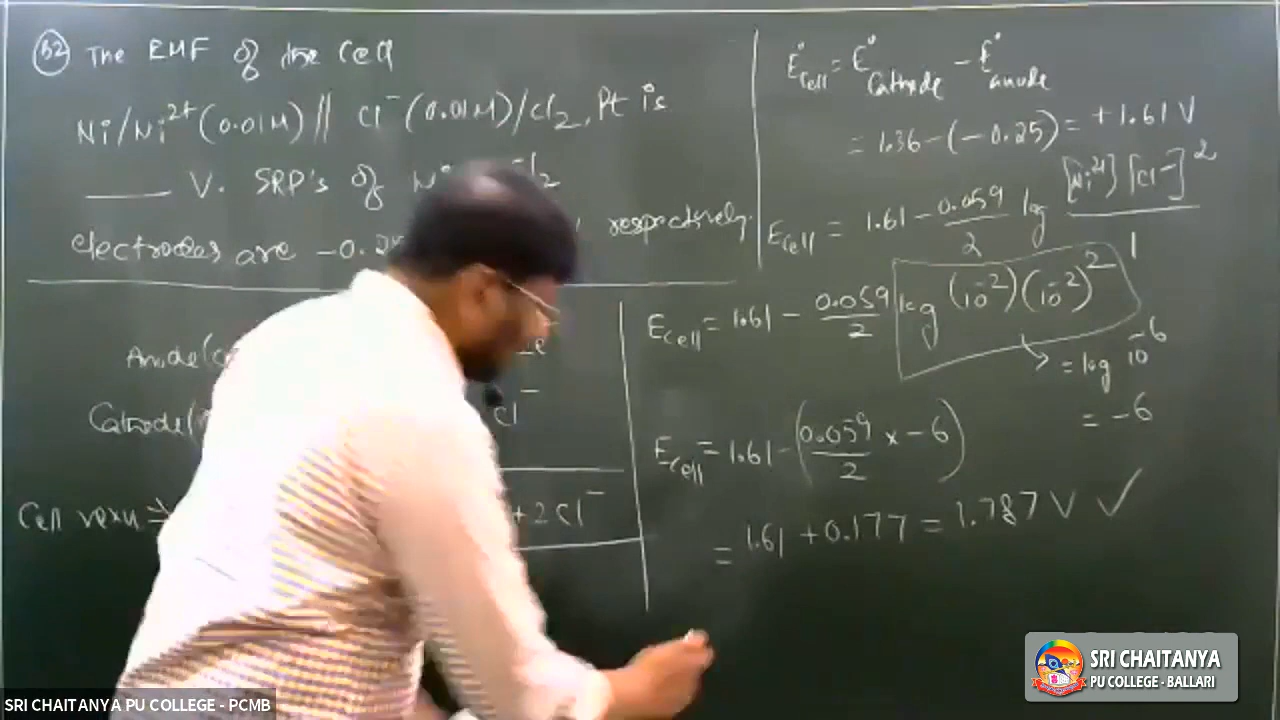 32 The EMF of the Cell
Ni/Ni²⁺(0.01M) // Cl⁻(0.01M)/Cl₂,Pt is
____ V. SRP's of
electrodes are −0.25 respectively.
Anode
Cathode
Cl⁻
Cell rexn ⇒ + 2Cl⁻
E°cell = E°Cathode − E°anode
= 1.36 − (−0.25) = +1.61 V
Ecell = 1.61 − 0.059/2 log [Ni²⁺][Cl⁻]²/1
Ecell = 1.61 − 0.059/2 log (10⁻²)(10⁻²)²
= log 10⁻⁶
= −6
Ecell = 1.61 − (0.059/2 × −6)
= 1.61 + 0.177 = 1.787 V ✓
SRI CHAITANYA
PU COLLEGE - BALLARI
SRI CHAITANYA PU COLLEGE - PCMB